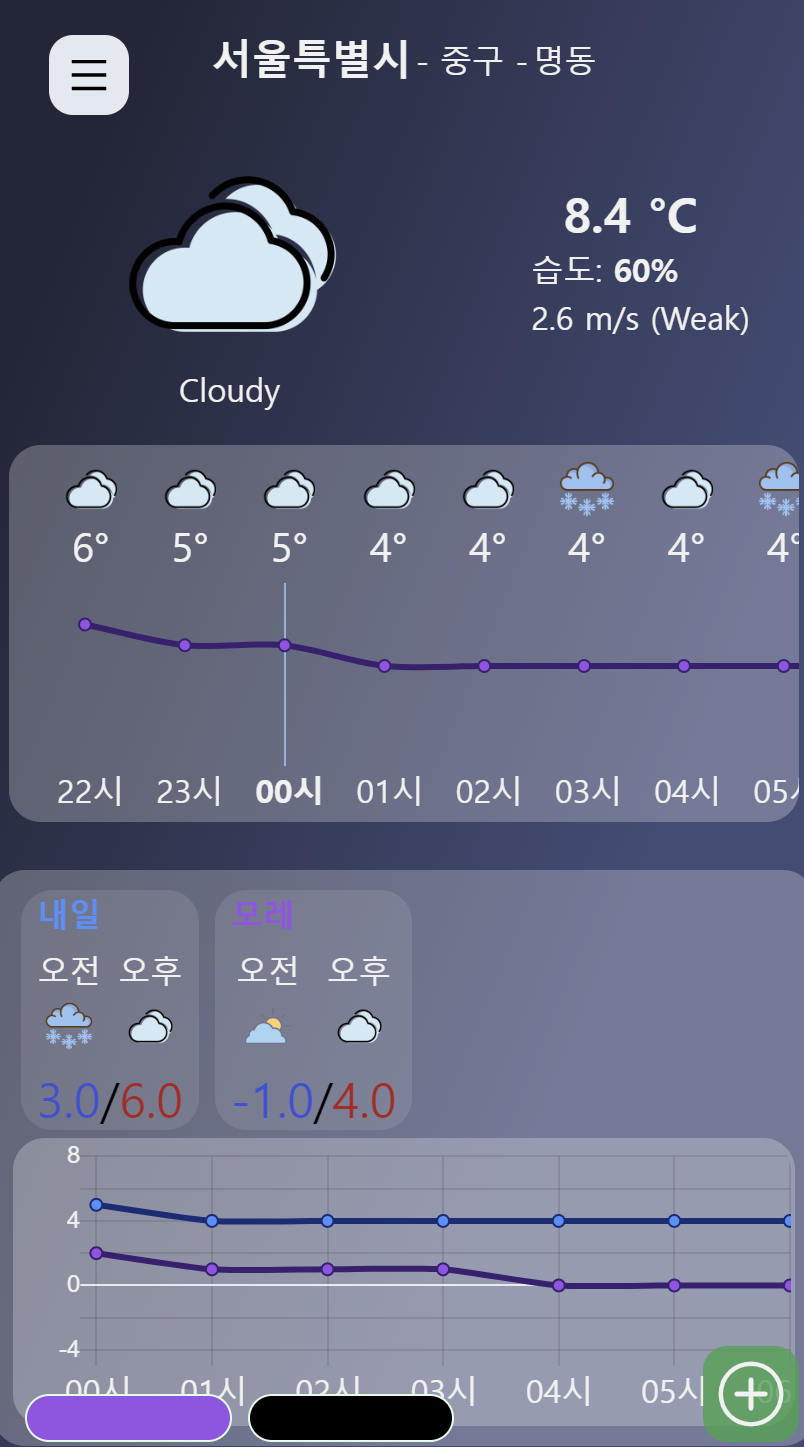 서울특별시 - 중구 - 명동
8.4 °C
습도: 60%
2.6 m/s (Weak)
Cloudy
6° 5° 5° 4° 4° 4° 4° 4°
22시 23시 00시 01시 02시 03시 04시 05
내일 모레
오전 오후 오전 오후
3.0/6.0 -1.0/4.0
8
4
0
-4
00시 01시 02시 03시 04시 05시